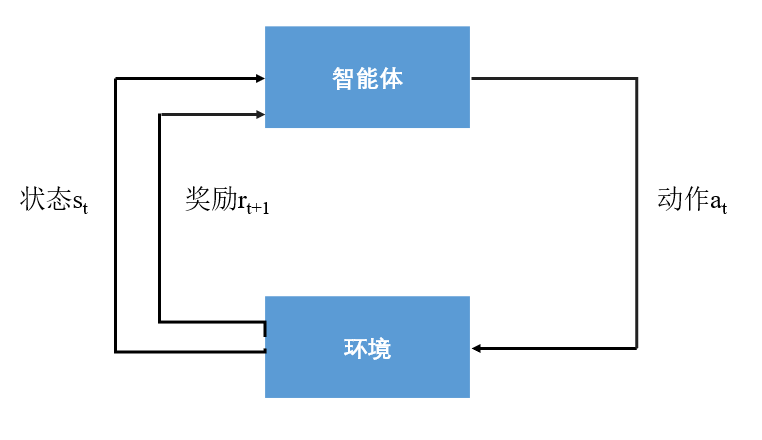 智能体
状态st
奖励rt+1
动作at
环境